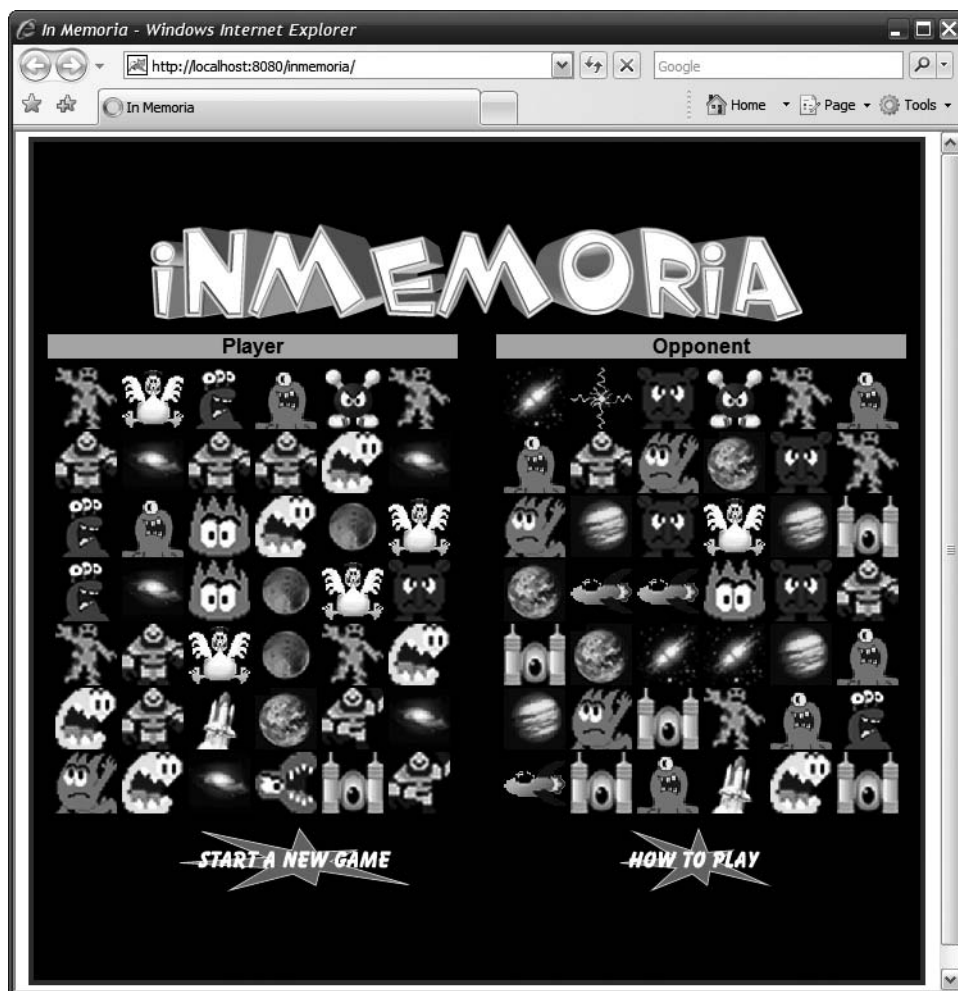 In Memoria - Windows Internet Explorer
http://localhost:8080/inmemoria/
Google
In Memoria
Home
Page
Tools
iNMEMORiA
Player
Opponent
START A NEW GAME
HOW TO PLAY